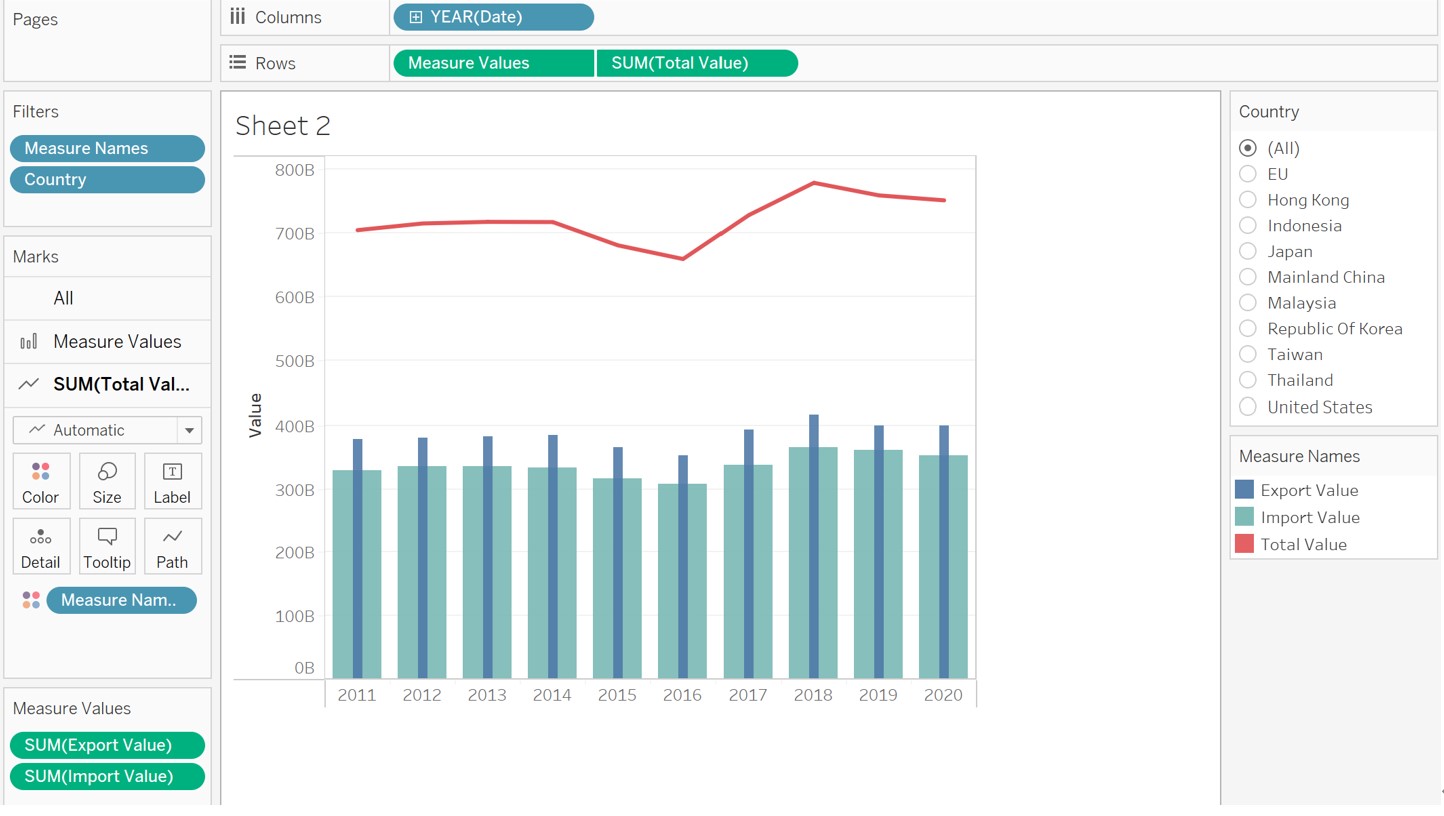 Pages
Columns
YEAR(Date)
Rows
Measure Values
SUM(Total Value)
Filters
Measure Names
Country
Marks
All
Measure Values
SUM(Total Val...
Automatic
Color
Size
T
Label
Detail
Tooltip
Path
Measure Nam..
Measure Values
SUM(Export Value)
SUM(Import Value)
Sheet 2
Value
800B
700B
600B
500B
400B
300B
200B
100B
0B
2011 2012 2013 2014 2015 2016 2017 2018 2019 2020
Country
(All)
EU
Hong Kong
Indonesia
Japan
Mainland China
Malaysia
Republic Of Korea
Taiwan
Thailand
United States
Measure Names
Export Value
Import Value
Total Value